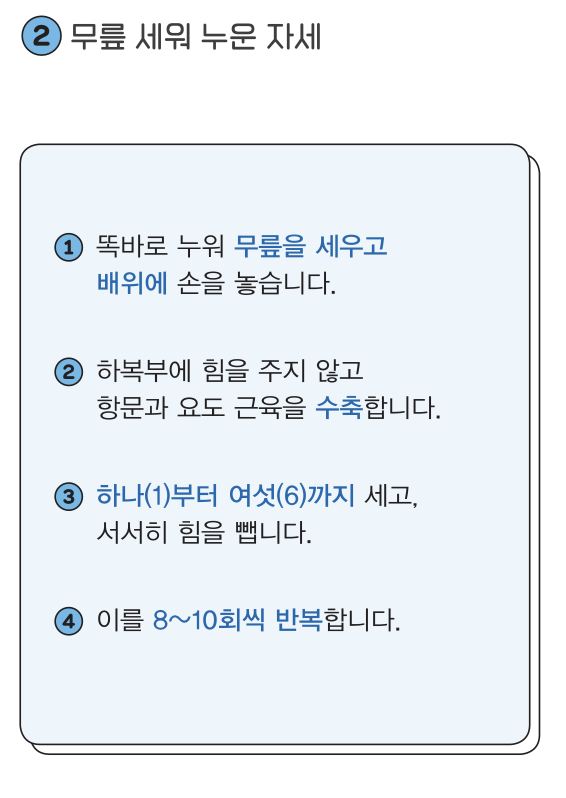 2 무릎 세워 누운 자세
1 똑바로 누워 무릎을 세우고
배위에 손을 놓습니다.
2 하복부에 힘을 주지 않고
항문과 요도 근육을 수축합니다.
3 하나(1)부터 여섯(6)까지 세고,
서서히 힘을 뺍니다.
4 이를 8~10회씩 반복합니다.